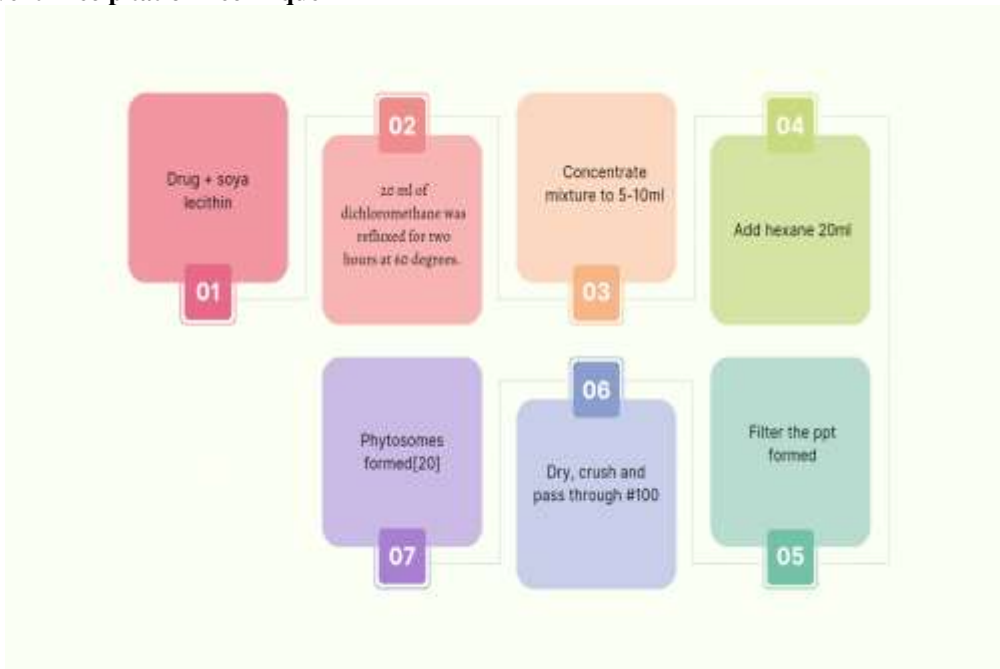 01
Drug + soya
lecithin
02
20 ml of
dichloromethane was
refluxed for two
hours at 60 degrees.
03
Concentrate
mixture to 5-10ml
04
Add hexane 20ml
05
Filter the ppt
formed
06
Dry, crush and
pass through #100
07
Phytosomes
formed[20]